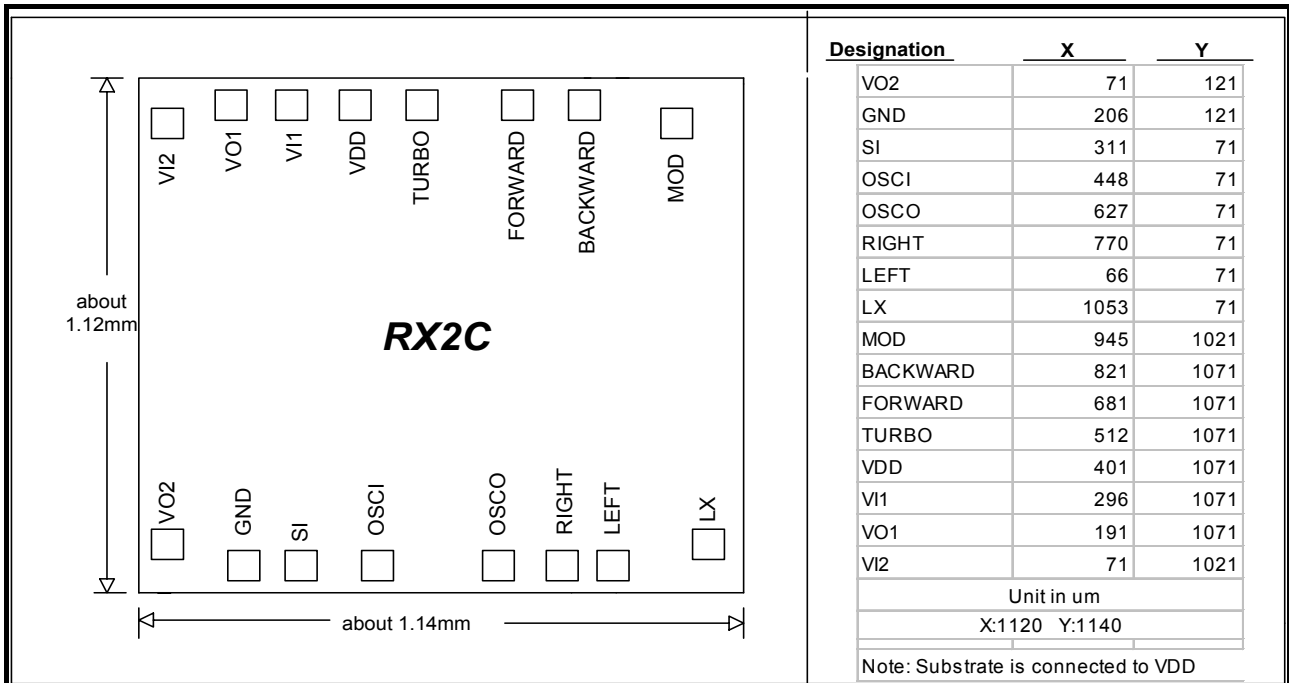 VI2
VO1
VI1
VDD
TURBO
FORWARD
BACKWARD
MOD
about
1.12mm
RX2C
VO2
GND
SI
OSCI
OSCO
RIGHT
LEFT
LX
about 1.14mm
Designation X Y
VO2 71 121
GND 206 121
SI 311 71
OSCI 448 71
OSCO 627 71
RIGHT 770 71
LEFT 66 71
LX 1053 71
MOD 945 1021
BACKWARD 821 1071
FORWARD 681 1071
TURBO 512 1071
VDD 401 1071
VI1 296 1071
VO1 191 1071
VI2 71 1021
Unit in um
X:1120 Y:1140
Note: Substrate is connected to VDD